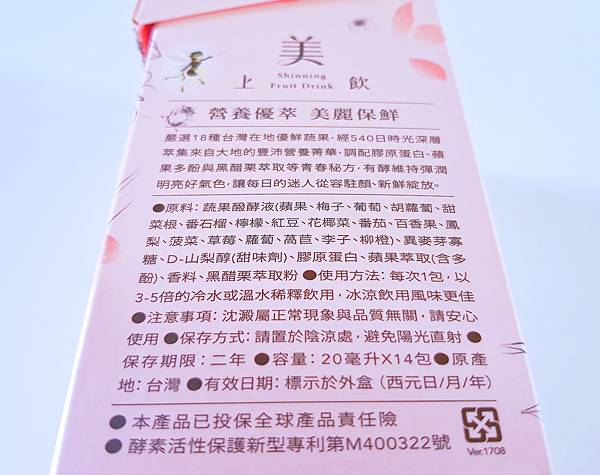 美
Shinning
上 Fruit Drink 飲
營養優萃 美麗保鮮
嚴選18種台灣在地優鮮蔬果，經540日時光深層
萃集來自大地的豐沛營養菁華，調配膠原蛋白、蘋
果多酚與黑醋栗萃取等青春秘方，有酵維持彈潤
明亮好氣色，讓每日的迷人從容駐顏、新鮮綻放。
●原料: 蔬果醱酵液(蘋果、梅子、葡萄、胡蘿蔔、甜
菜根、番石榴、檸檬、紅豆、花椰菜、番茄、百香果、鳳
梨、菠菜、草莓、蘿蔔、萵苣、李子、柳橙)、異麥芽寡
糖、D-山梨醇(甜味劑)、膠原蛋白、蘋果萃取(含多
酚)、香料、黑醋栗萃取粉 ●使用方法: 每次1包，以
3-5倍的冷水或溫水稀釋飲用，冰涼飲用風味更佳
●注意事項: 沈澱屬正常現象與品質無關，請安心
使用 ●保存方式: 請置於陰涼處，避免陽光直射 ●
保存期限: 二年 ●容量: 20毫升X14包 ●原產
地: 台灣 ●有效日期: 標示於外盒 (西元日/月/年)
● 本產品已投保全球產品責任險
● 酵素活性保護新型專利第M400322號
Ver.1708